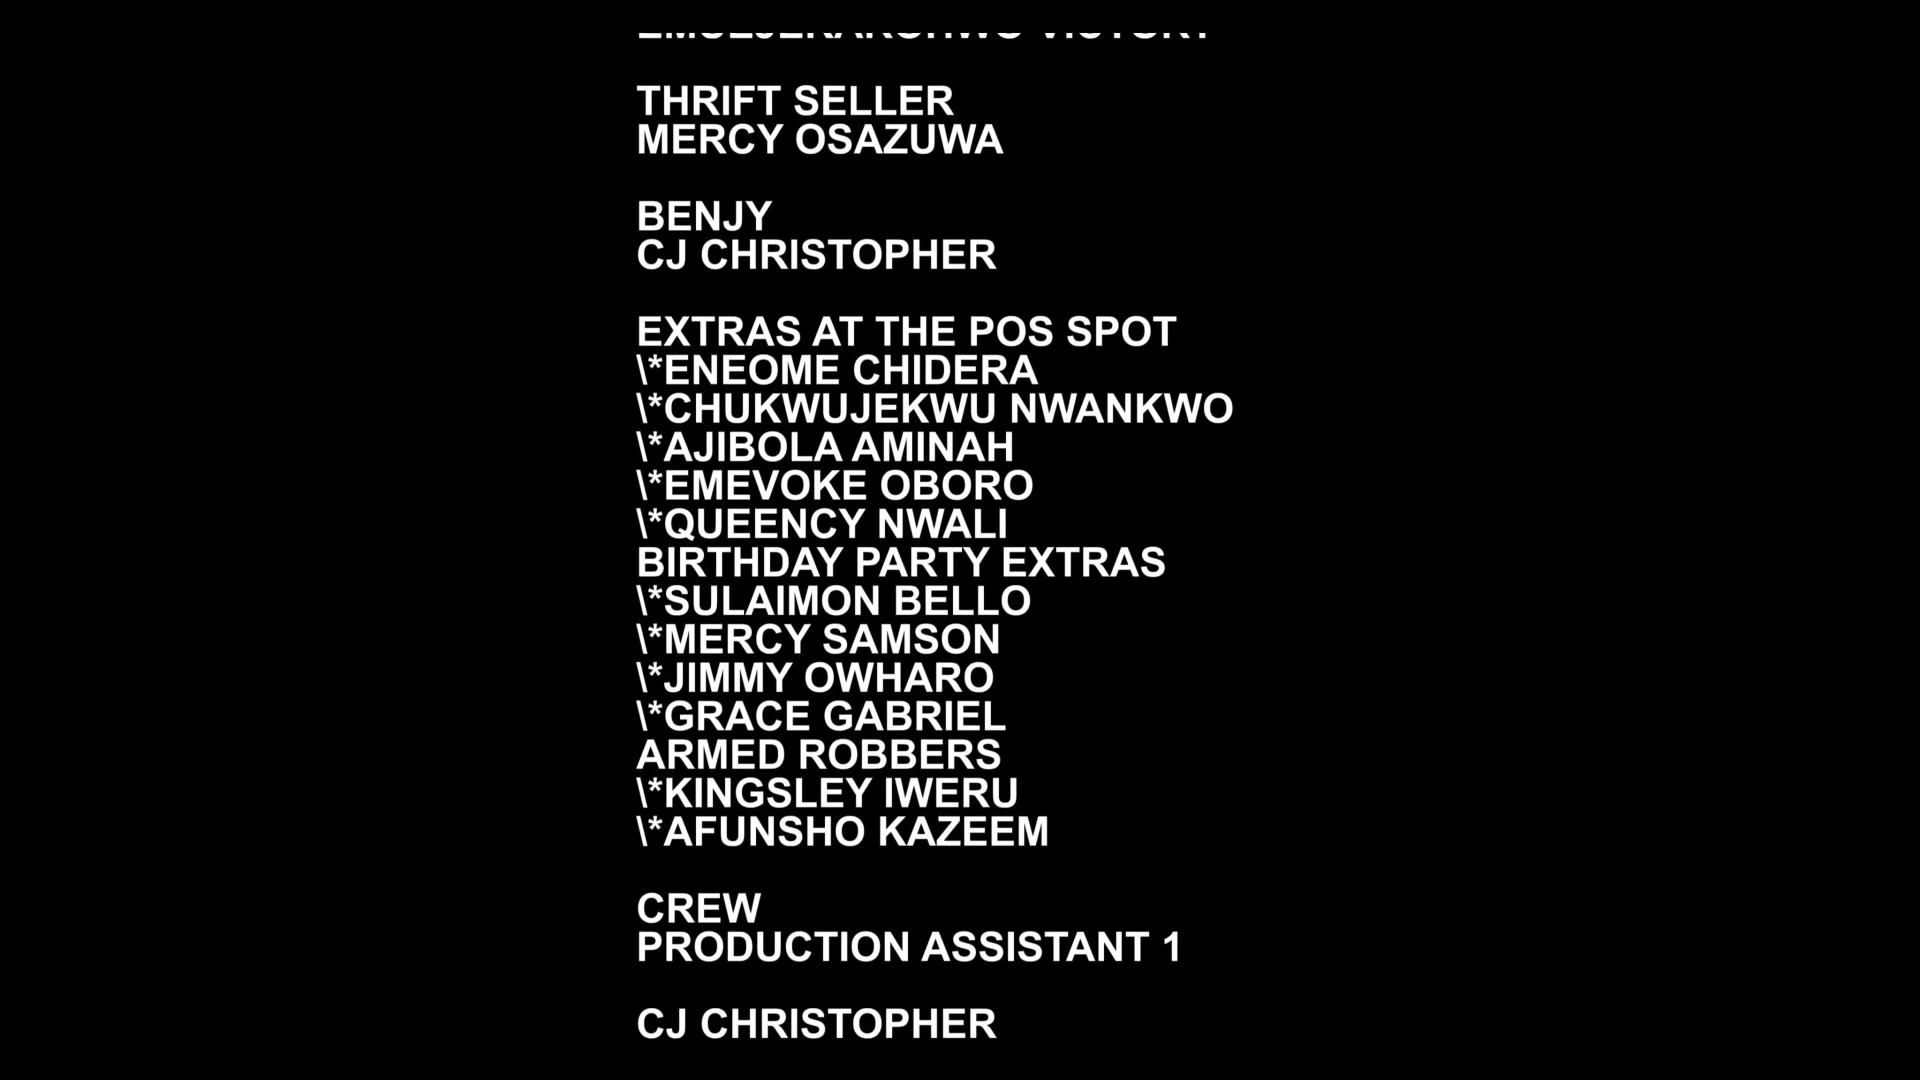 VICTORY
THRIFT SELLER
MERCY OSAZUWA
BENJY
CJ CHRISTOPHER
EXTRAS AT THE POS SPOT
\*ENEOME CHIDERA
\*CHUKWUJEKWU NWANKWO
\*AJIBOLA AMINAH
\*EMEVOKE OBORO
\*QUEENCY NWALI
BIRTHDAY PARTY EXTRAS
\*SULAIMON BELLO
\*MERCY SAMSON
\*JIMMY OWHARO
\*GRACE GABRIEL
ARMED ROBBERS
\*KINGSLEY IWERU
\*AFUNSHO KAZEEM
CREW
PRODUCTION ASSISTANT 1
CJ CHRISTOPHER